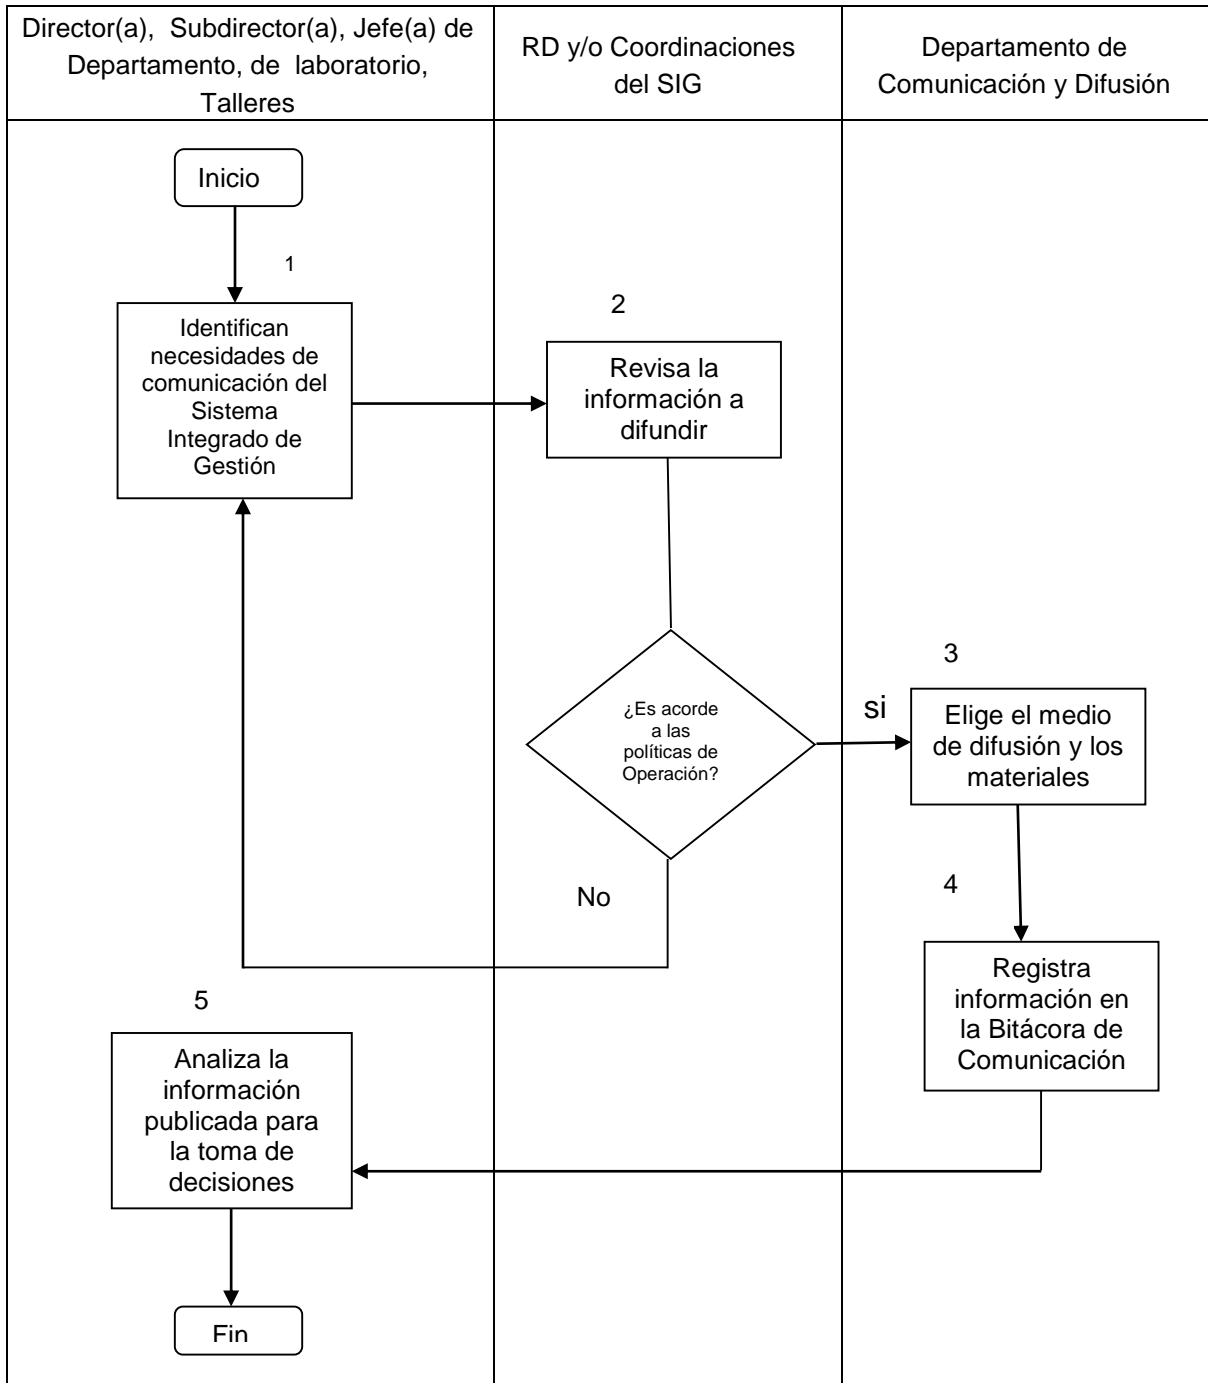 Director(a), Subdirector(a), Jefe(a) de
Departamento, de laboratorio,
Talleres
RD y/o Coordinaciones
del SIG
Departamento de
Comunicación y Difusión
Inicio
1
Identifican
necesidades de
comunicación del
Sistema
Integrado de
Gestión
2
Revisa la
información a
difundir
¿Es acorde
a las
políticas de
Operación?
si
No
3
Elige el medio
de difusión y los
materiales
4
Registra
información en
la Bitácora de
Comunicación
5
Analiza la
información
publicada para
la toma de
decisiones
Fin